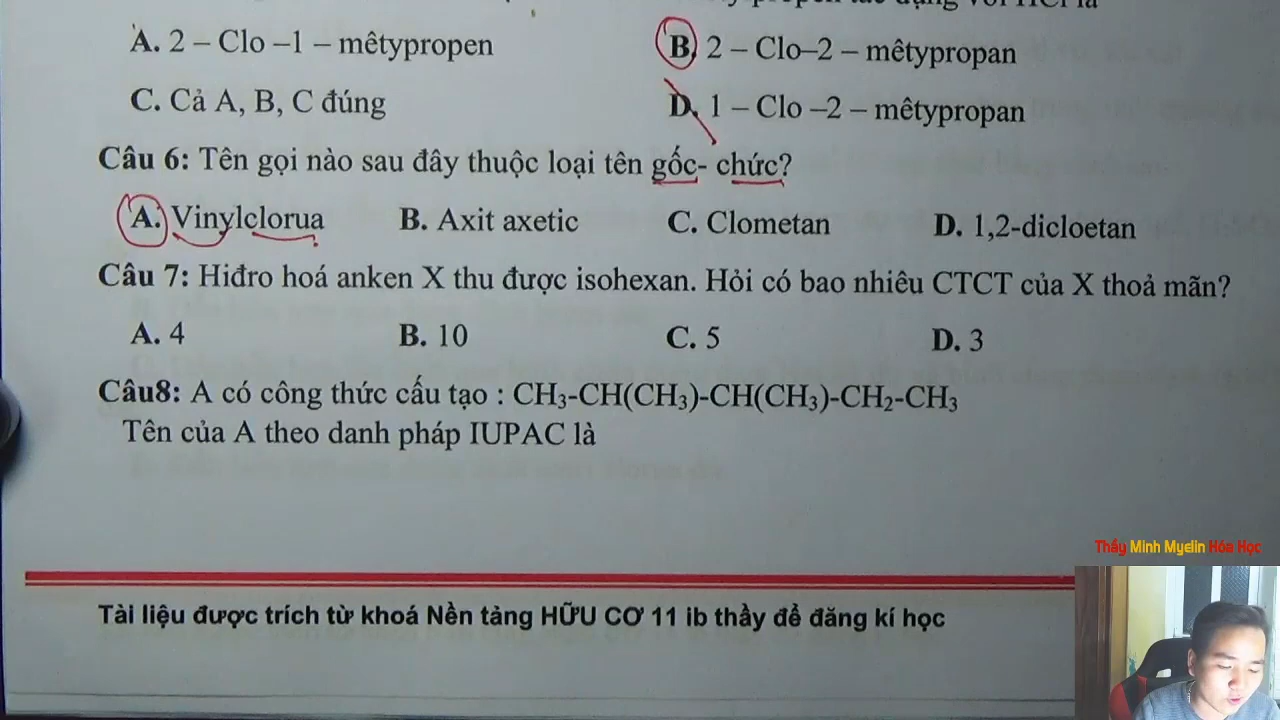 A. 2 – Clo –1 – mêtypropen
B. 2 – Clo–2 – mêtypropan
C. Cả A, B, C đúng
D. 1 – Clo –2 – mêtypropan
Câu 6: Tên gọi nào sau đây thuộc loại tên gốc- chức?
A. Vinylclorua B. Axit axetic C. Clometan D. 1,2-dicloetan
Câu 7: Hiđro hoá anken X thu được isohexan. Hỏi có bao nhiêu CTCT của X thoả mãn?
A. 4 B. 10 C. 5 D. 3
Câu8: A có công thức cấu tạo : CH₃-CH(CH₃)-CH(CH₃)-CH₂-CH₃
Tên của A theo danh pháp IUPAC là
Thầy Minh Myelin Hóa Học
Tài liệu được trích từ khoá Nền tảng HỮU CƠ 11 ib thầy để đăng kí học